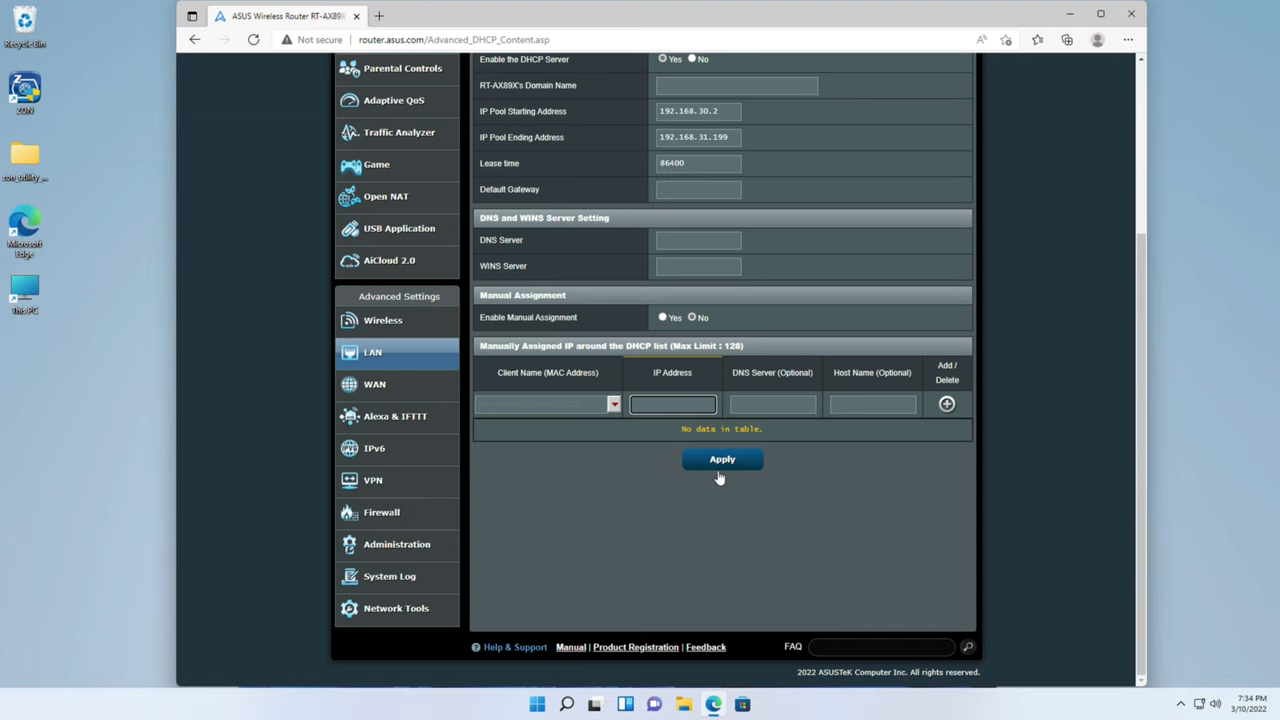 Recycle Bin
ZON
zon_utility_...
Microsoft
Edge
This PC
ASUS Wireless Router RT-AX89X
Not secure
router.asus.com/Advanced_DHCP_Content.asp
Parental Controls
Adaptive QoS
Traffic Analyzer
Game
Open NAT
USB Application
AiCloud 2.0
Advanced Settings
Wireless
LAN
WAN
Alexa & IFTTT
IPv6
VPN
Firewall
Administration
System Log
Network Tools
Enable the DHCP Server Yes No
RT-AX89X's Domain Name
IP Pool Starting Address 192.168.30.2
IP Pool Ending Address 192.168.31.199
Lease time 86400
Default Gateway
DNS and WINS Server Setting
DNS Server
WINS Server
Manual Assignment
Enable Manual Assignment Yes No
Manually Assigned IP around the DHCP list (Max Limit : 128)
Client Name (MAC Address) IP Address DNS Server (Optional) Host Name (Optional) Add / Delete
No data in table.
Apply
Help & Support Manual | Product Registration | Feedback FAQ
2022 ASUSTeK Computer Inc. All rights reserved.
7:34 PM
3/10/2022